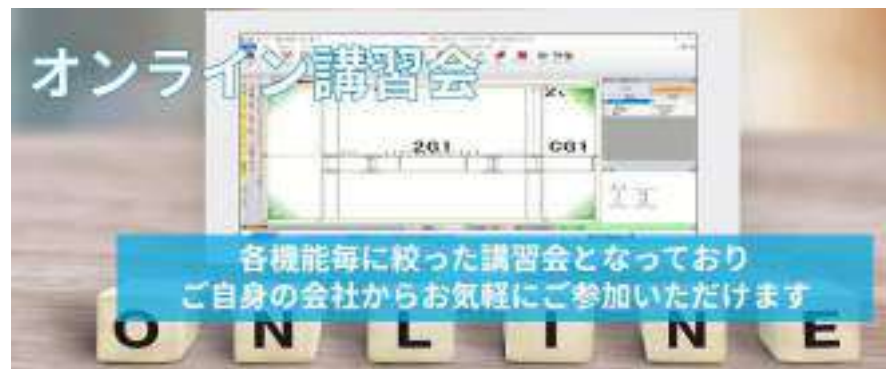 オンライン講習会
2G1
CG1
各機能毎に絞った講習会となっており
ご自身の会社からお気軽にご参加いただけます
ONLINE